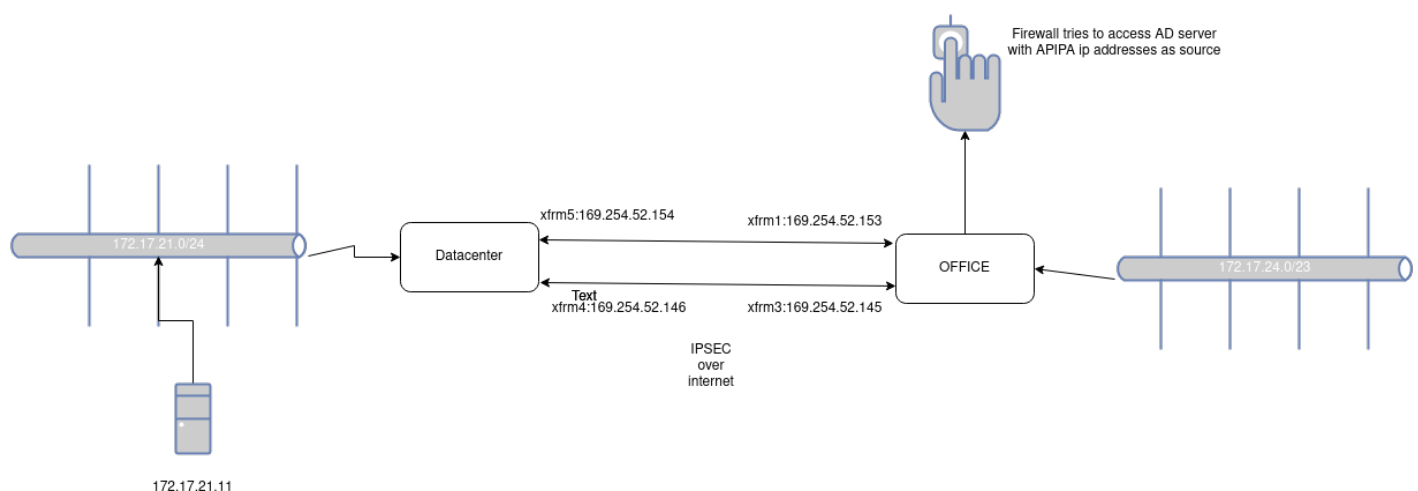 Firewall tries to access AD server
with APIPA ip addresses as source
xfrm5:169.254.52.154
xfrm1:169.254.52.153
172.17.21.0/24
Datacenter
OFFICE
172.17.24.0/23
Text
xfrm4:169.254.52.146
xfrm3:169.254.52.145
IPSEC
over
internet
172.17.21.11